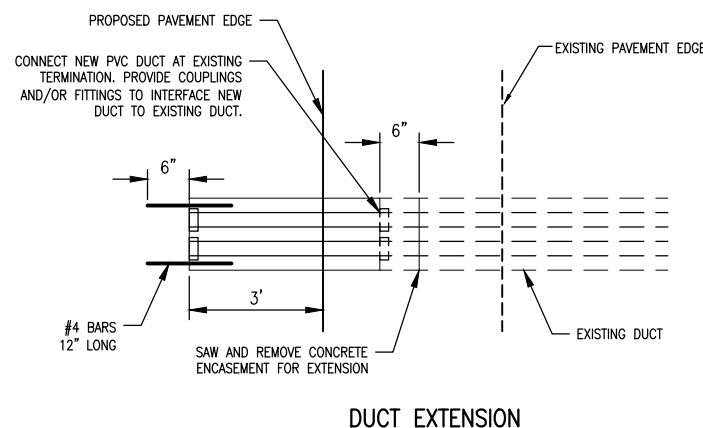 PROPOSED PAVEMENT EDGE
EXISTING PAVEMENT EDGE
CONNECT NEW PVC DUCT AT EXISTING
TERMINATION. PROVIDE COUPLINGS
AND/OR FITTINGS TO INTERFACE NEW
DUCT TO EXISTING DUCT.
6"
6"
3'
#4 BARS
12" LONG
SAW AND REMOVE CONCRETE
ENCASEMENT FOR EXTENSION
EXISTING DUCT
DUCT EXTENSION